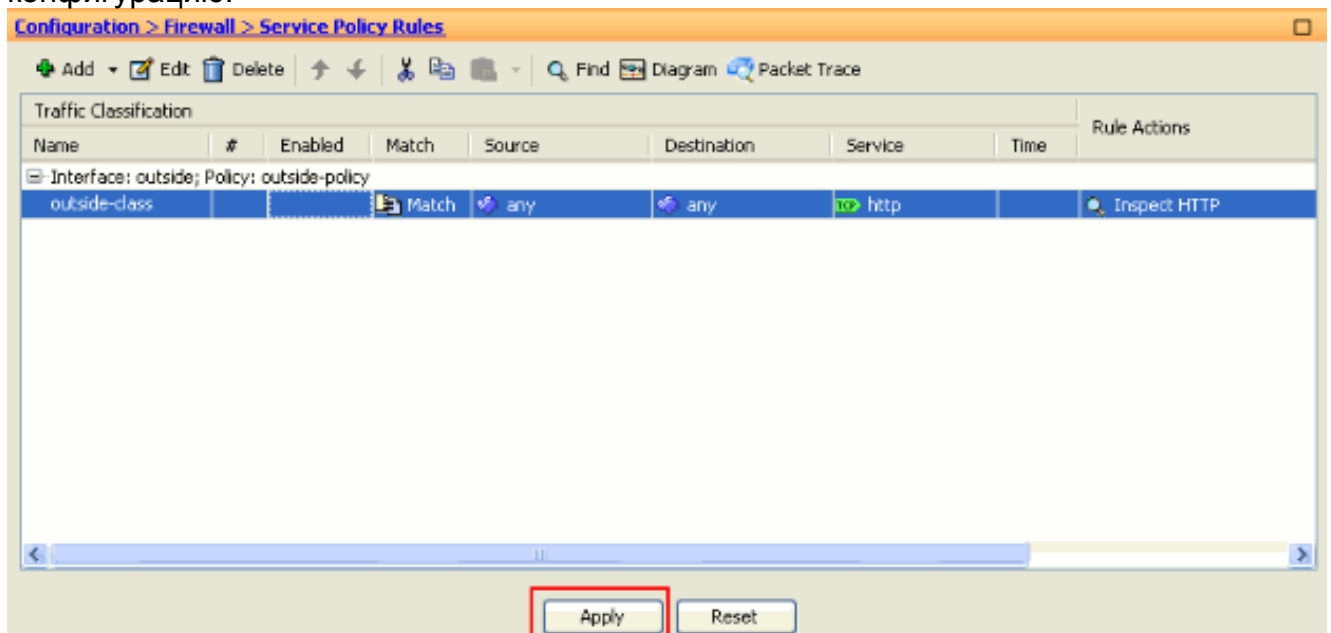 конфигурацию.
Configuration > Firewall > Service Policy Rules
Add Edit Delete Find Diagram Packet Trace
Traffic Classification
Rule Actions
Name # Enabled Match Source Destination Service Time
Interface: outside; Policy: outside-policy
outside-class Match any any TCP http Inspect HTTP
Apply Reset